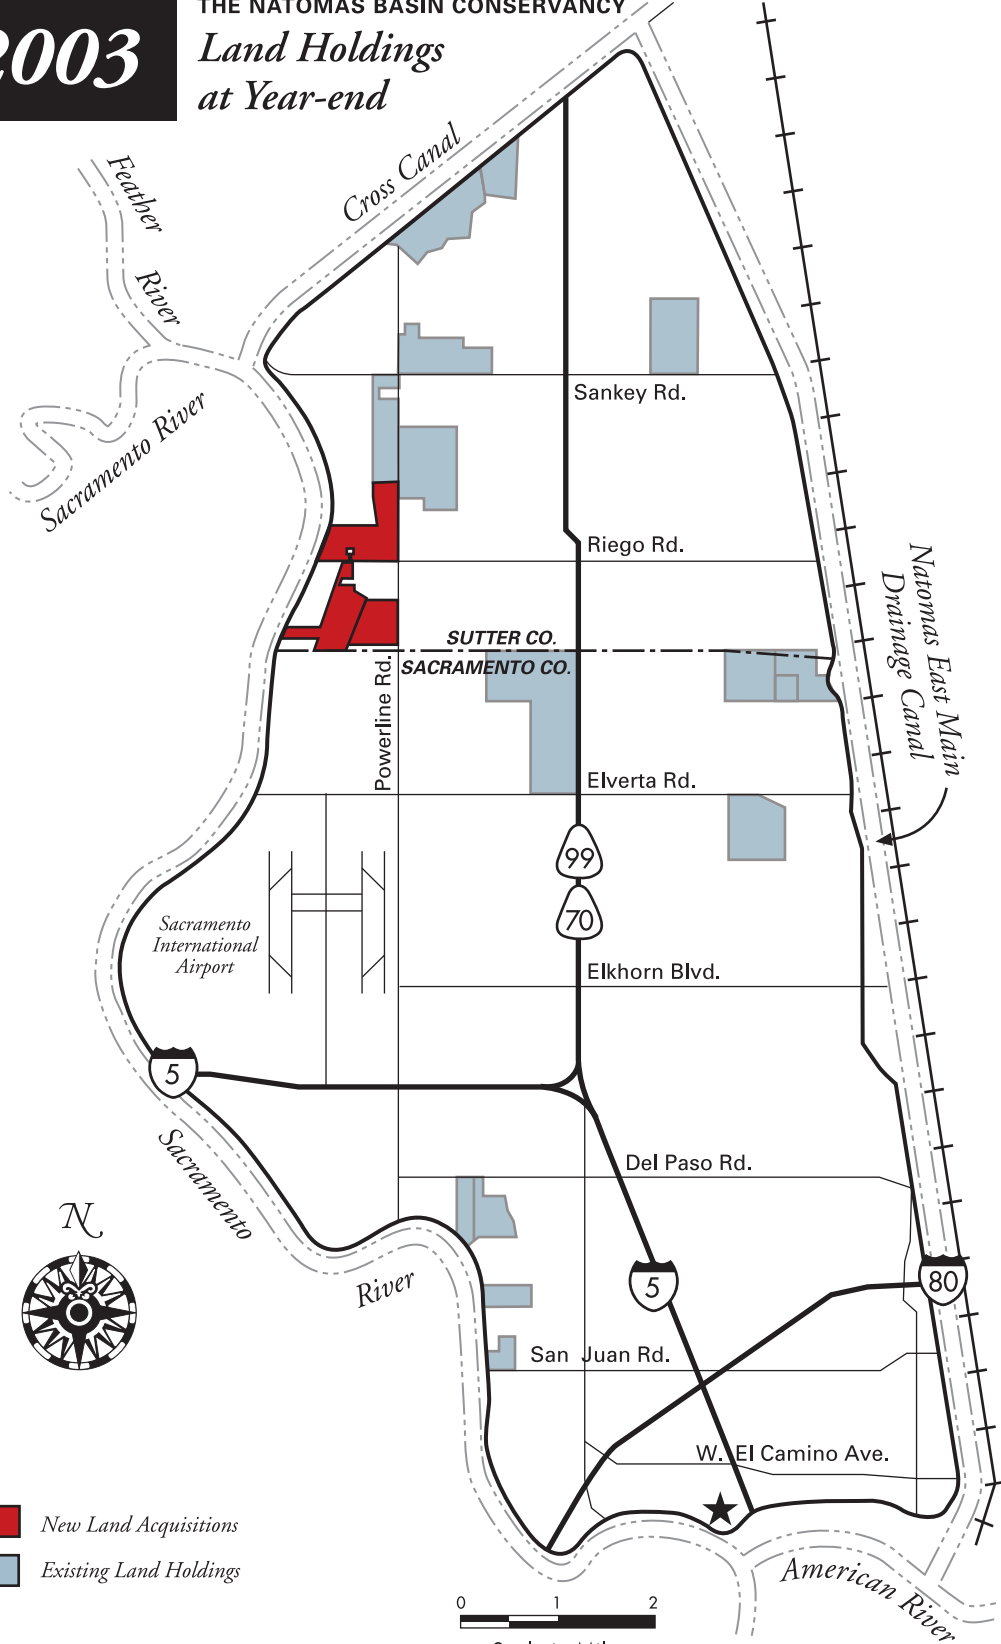 2003
THE NATOMAS BASIN CONSERVANCY
Land Holdings
at Year-end
Cross Canal
Feather
River
Sacramento River
Sankey Rd.
Riego Rd.
SUTTER CO.
SACRAMENTO CO.
Powerline Rd.
Natomas East Main
Drainage Canal
Elverta Rd.
99
70
Sacramento
International
Airport
Elkhorn Blvd.
5
Sacramento
River
Del Paso Rd.
N
5
80
San Juan Rd.
W. El Camino Ave.
New Land Acquisitions
Existing Land Holdings
American River
0 1 2